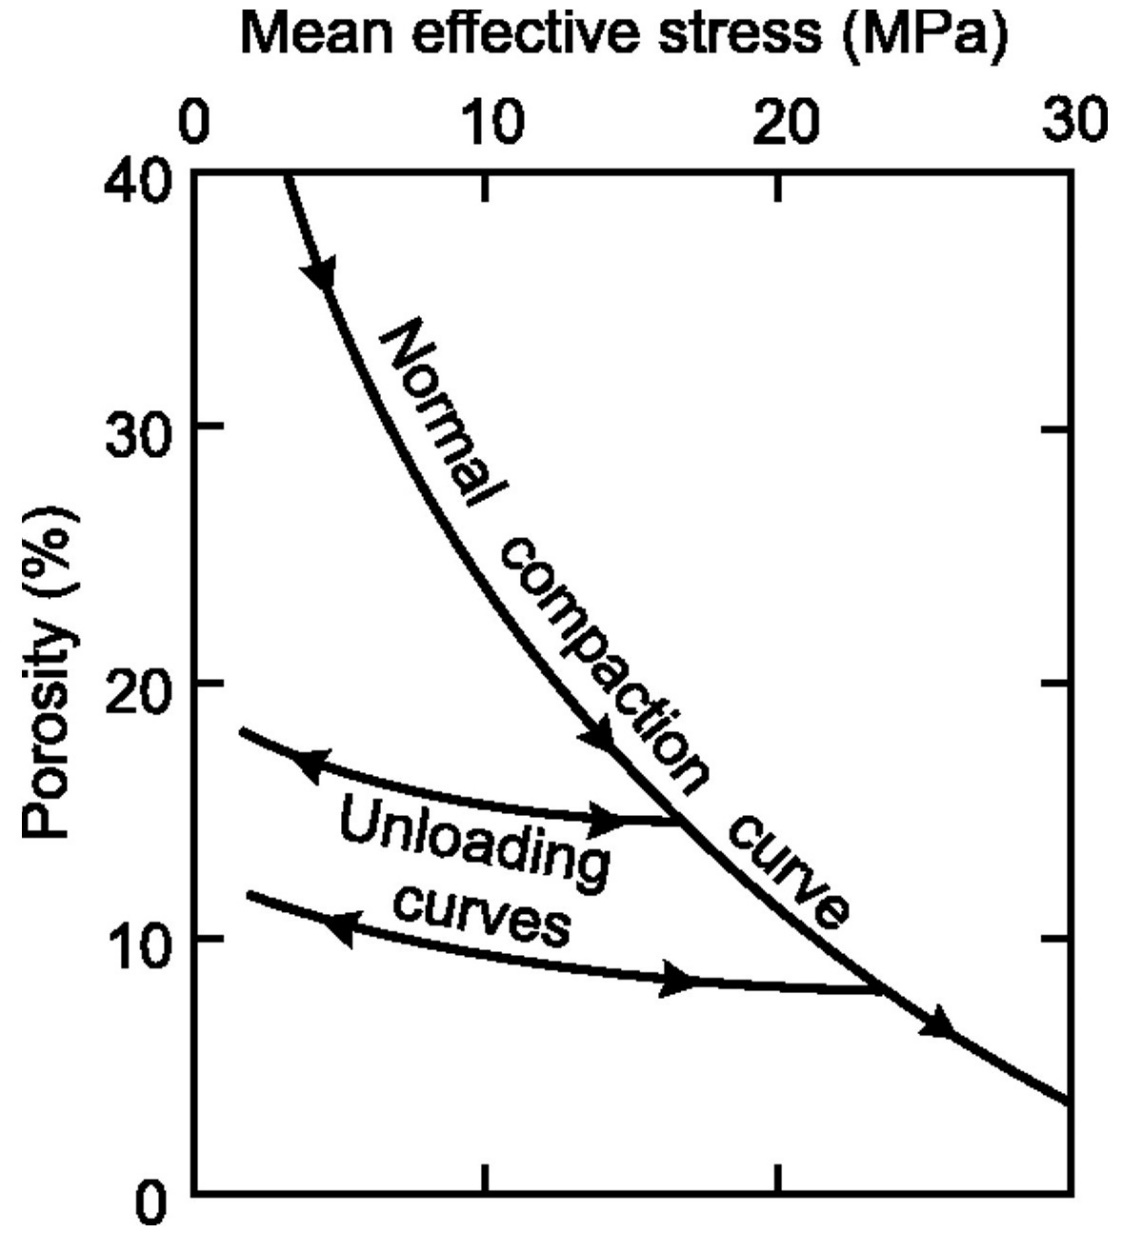 Mean effective stress (MPa)
0 10 20 30
40
30
20
10
0
Porosity (%)
Normal compaction curve
Unloading
curves